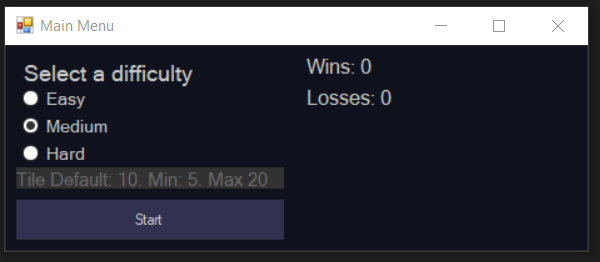 Main Menu
Select a difficulty
Easy
Medium
Hard
Tile Default: 10. Min: 5. Max 20
Start
Wins: 0
Losses: 0